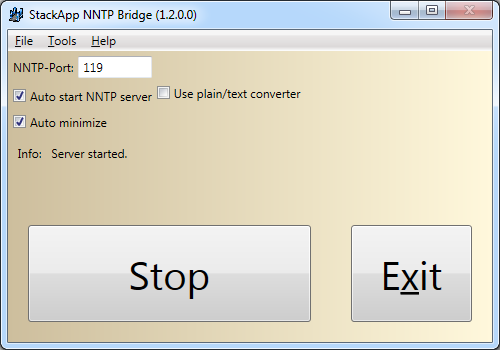 StackApp NNTP Bridge (1.2.0.0)
File Tools Help
NNTP-Port: 119
Auto start NNTP server Use plain/text converter
Auto minimize
Info: Server started.
Stop Exit